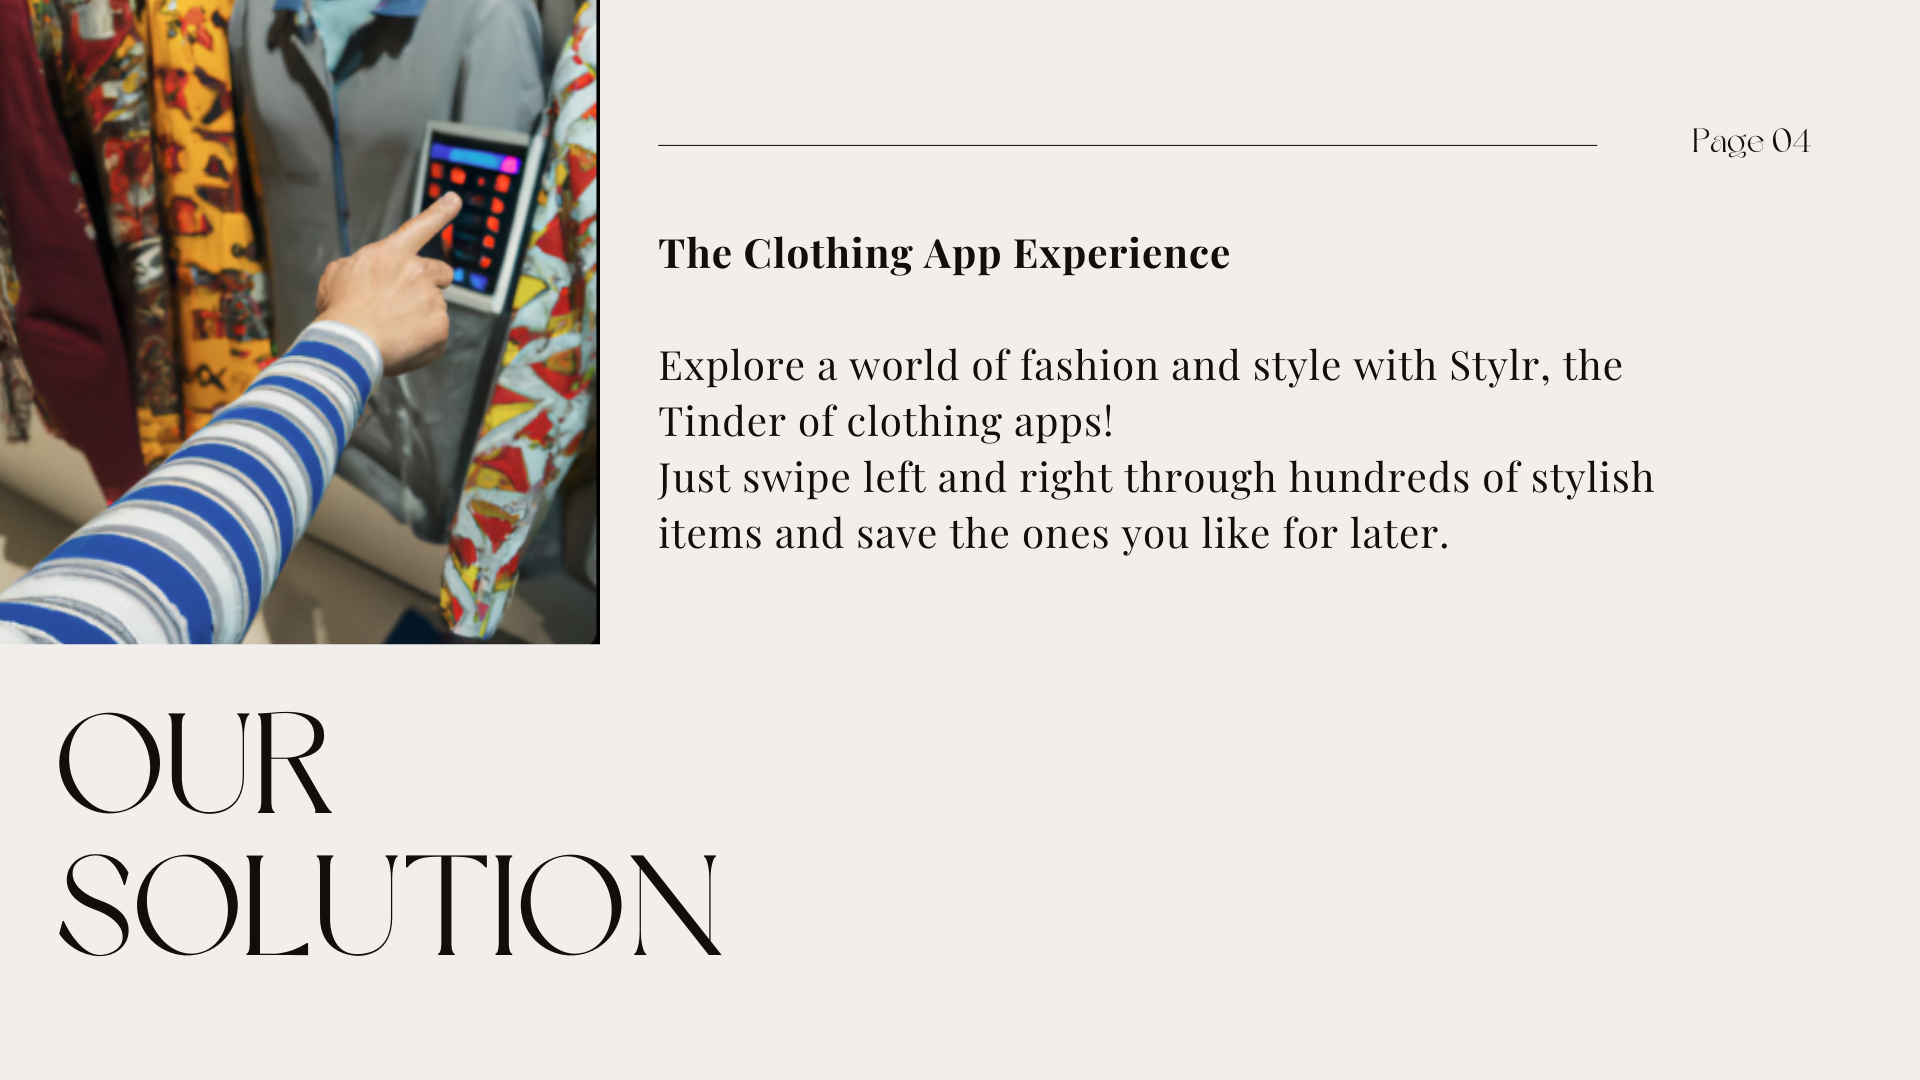 Page 04
The Clothing App Experience
Explore a world of fashion and style with Stylr, the
Tinder of clothing apps!
Just swipe left and right through hundreds of stylish
items and save the ones you like for later.
OUR
SOLUTION